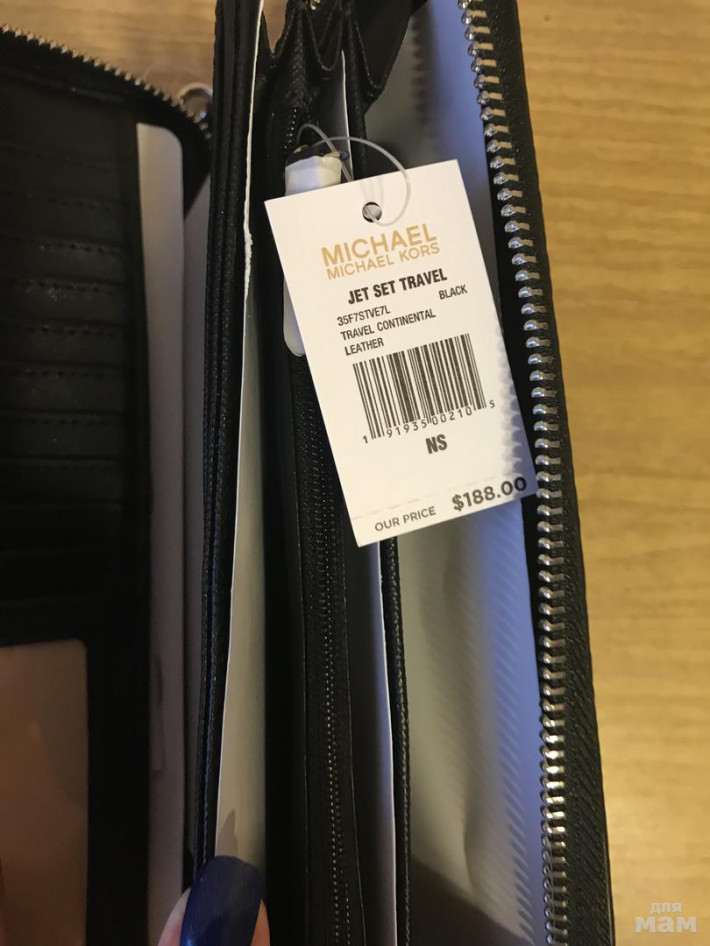 MICHAEL
MICHAEL KORS
JET SET TRAVEL
35F7STVE7L BLACK
TRAVEL CONTINENTAL
LEATHER
1 91935 00210 5
NS
OUR PRICE $188.00
для
мам